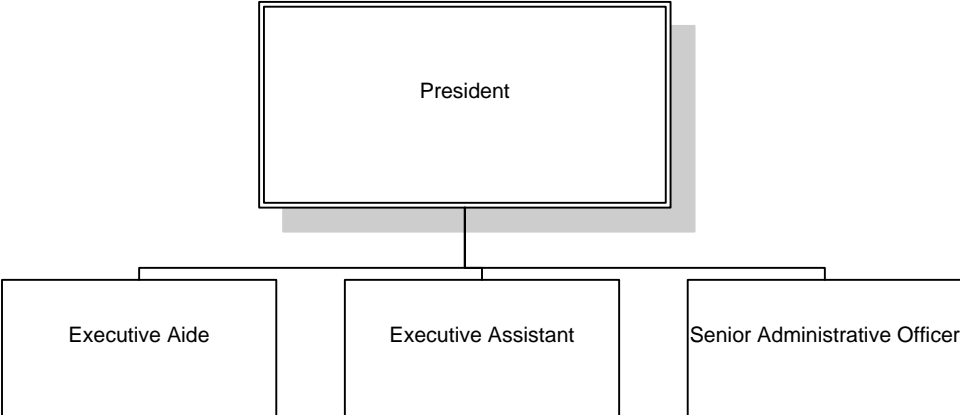 President
Executive Aide
Executive Assistant
Senior Administrative Officer